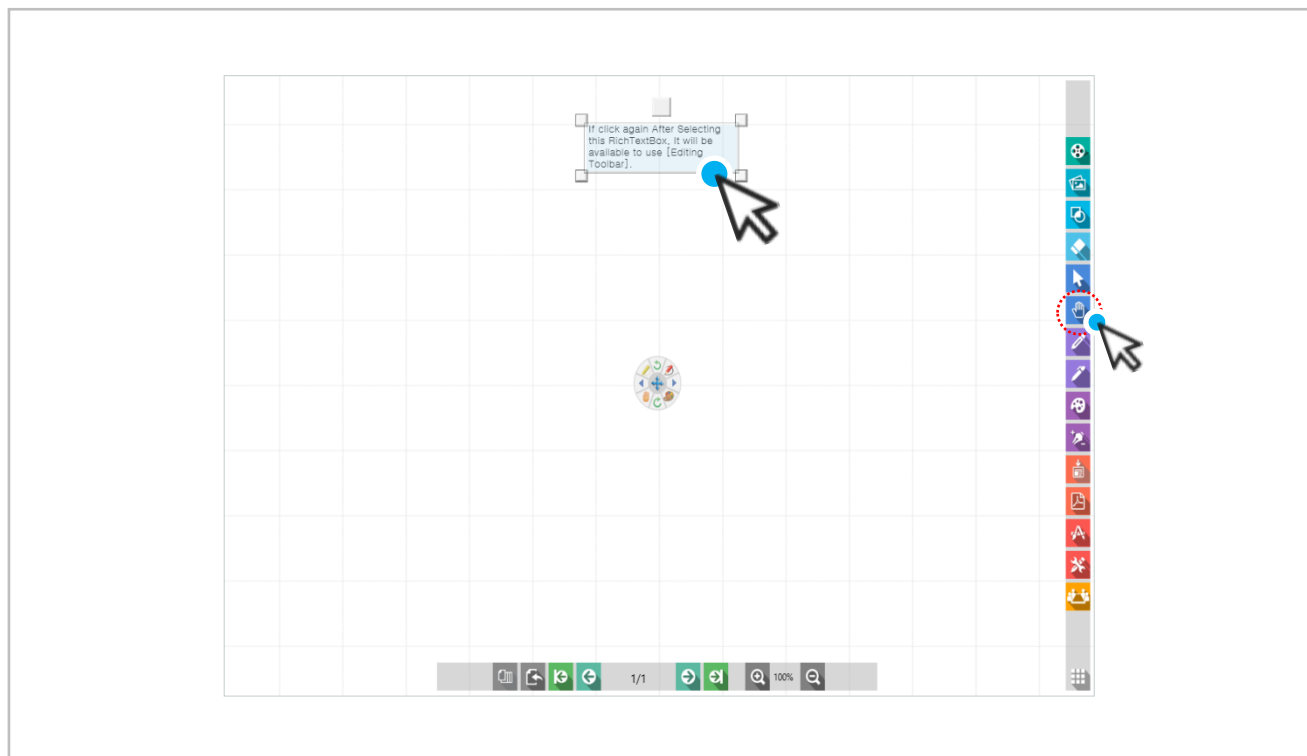 If click again After Selecting
this RichTextBox, it will be
available to use [Editing
Toolbar].
1/1
100%